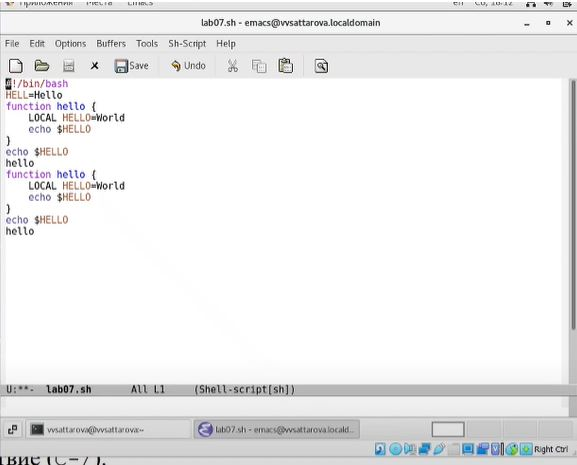 Приложения Места Emacs en Сб, 18:12
lab07.sh - emacs@vvsattarova.localdomain
File Edit Options Buffers Tools Sh-Script Help
Save Undo
#!/bin/bash
HELL=Hello
function hello {
LOCAL HELLO=World
echo $HELLO
}
echo $HELLO
hello
function hello {
LOCAL HELLO=World
echo $HELLO
}
echo $HELLO
hello
U:**- lab07.sh All L1 (Shell-script[sh])
vvsattarova@vvsattarova:~ lab07.sh - emacs@vvsattarova.locald...
Right Ctrl
твие (C-/).